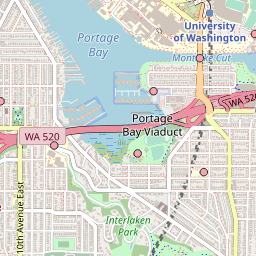 University
of Washington
Portage
Bay
Montlake Cut
WA 520
Portage
Bay Viaduct
WA 520
10th Avenue East
Interlaken
Park